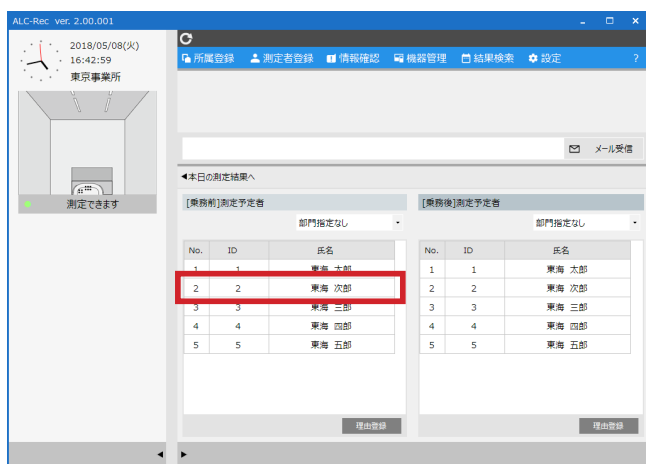 ALC-Rec ver. 2.00.001
2018/05/08(火)
16:42:59
東京事業所
測定できます
所属登録 測定者登録 情報確認 機器管理 結果検索 設定 ?
メール受信
◀本日の測定結果へ
[乗務前]測定予定者
部門指定なし
No. ID 氏名
1 1 東海 太郎
2 2 東海 次郎
3 3 東海 三郎
4 4 東海 四郎
5 5 東海 五郎
理由登録
[乗務後]測定予定者
部門指定なし
No. ID 氏名
1 1 東海 太郎
2 2 東海 次郎
3 3 東海 三郎
4 4 東海 四郎
5 5 東海 五郎
理由登録